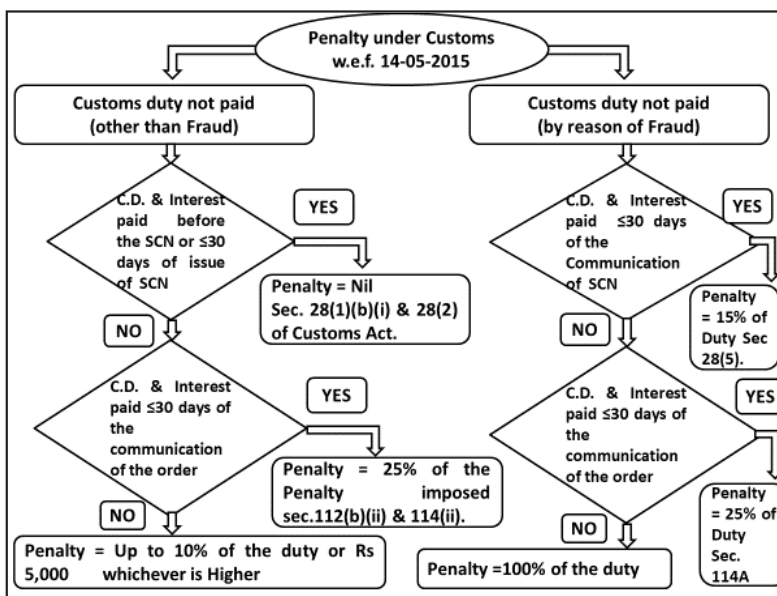 Penalty under Customs
w.e.f. 14-05-2015
Customs duty not paid
(other than Fraud)
Customs duty not paid
(by reason of Fraud)
C.D. & Interest
paid before
the SCN or ≤30
days of issue
of SCN
YES
Penalty = Nil
Sec. 28(1)(b)(i) & 28(2)
of Customs Act.
NO
C.D. & Interest
paid ≤30 days of
the
communication
of the order
YES
Penalty = 25% of the
Penalty imposed
sec.112(b)(ii) & 114(ii).
NO
Penalty = Up to 10% of the duty or Rs
5,000 whichever is Higher
C.D. & Interest
paid ≤30 days
of the
Communication
of SCN
YES
Penalty
= 15% of
Duty Sec
28(5).
NO
C.D. & Interest
paid ≤30 days of
the
communication
of the order
YES
Penalty
= 25% of
Duty
Sec.
114A
NO
Penalty =100% of the duty